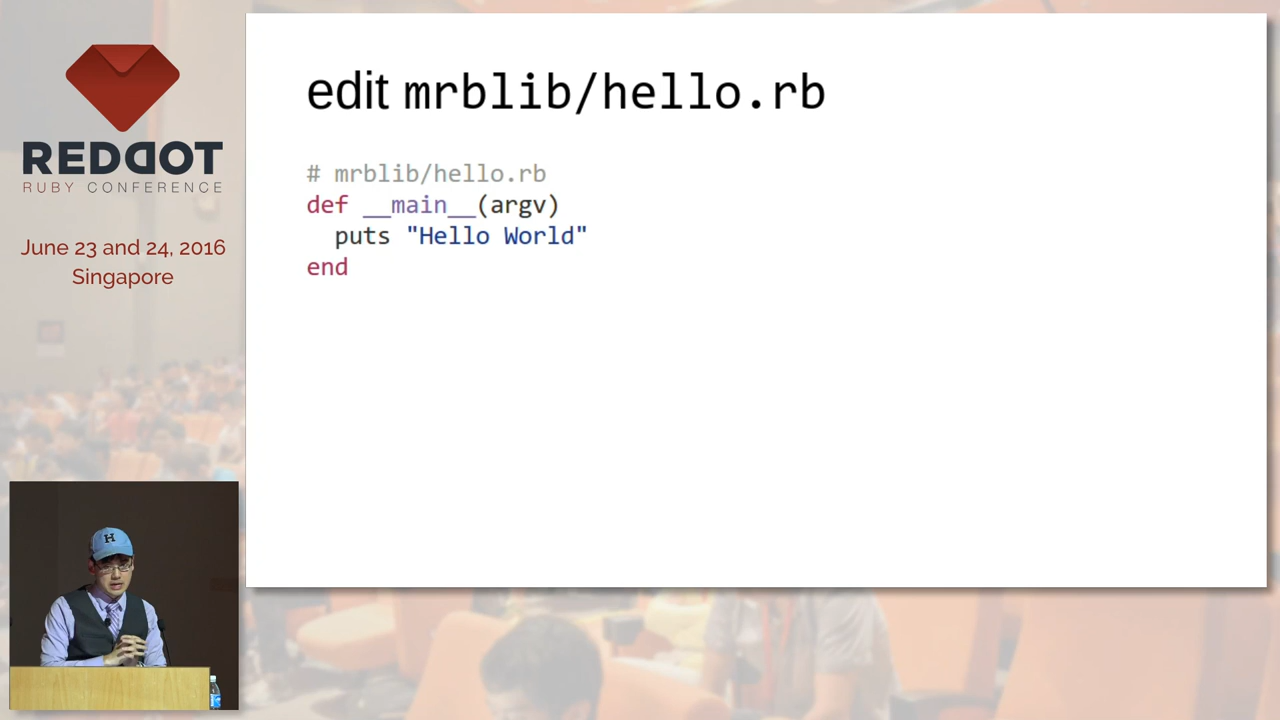 REDDOT
RUBY CONFERENCE
June 23 and 24, 2016
Singapore
edit mrblib/hello.rb
# mrblib/hello.rb
def __main__(argv)
  puts "Hello World"
end
H